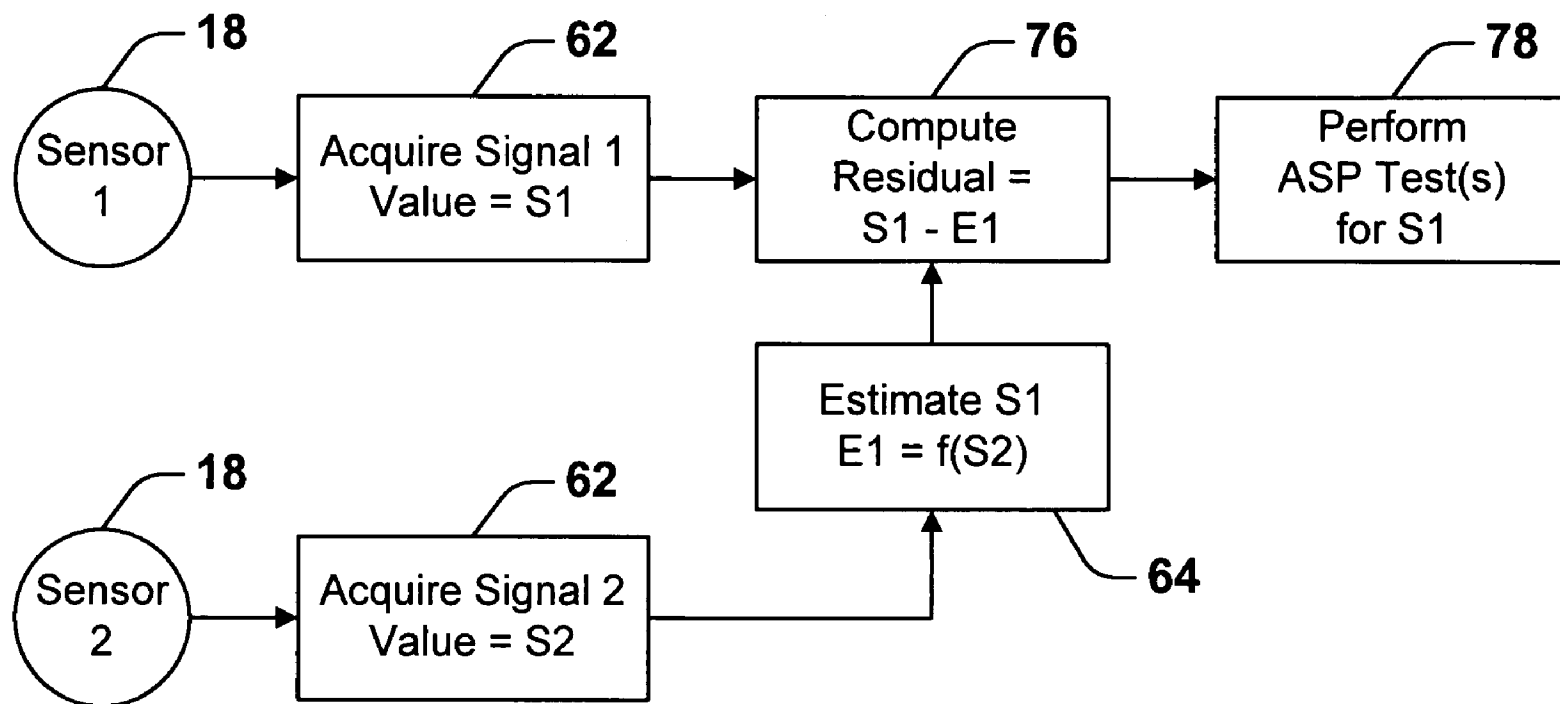 18
62
76
78
Sensor
1
Acquire Signal 1
Value = S1
Compute
Residual =
S1 - E1
Perform
ASP Test(s)
for S1
Estimate S1
E1 = f(S2)
64
18
62
Sensor
2
Acquire Signal 2
Value = S2